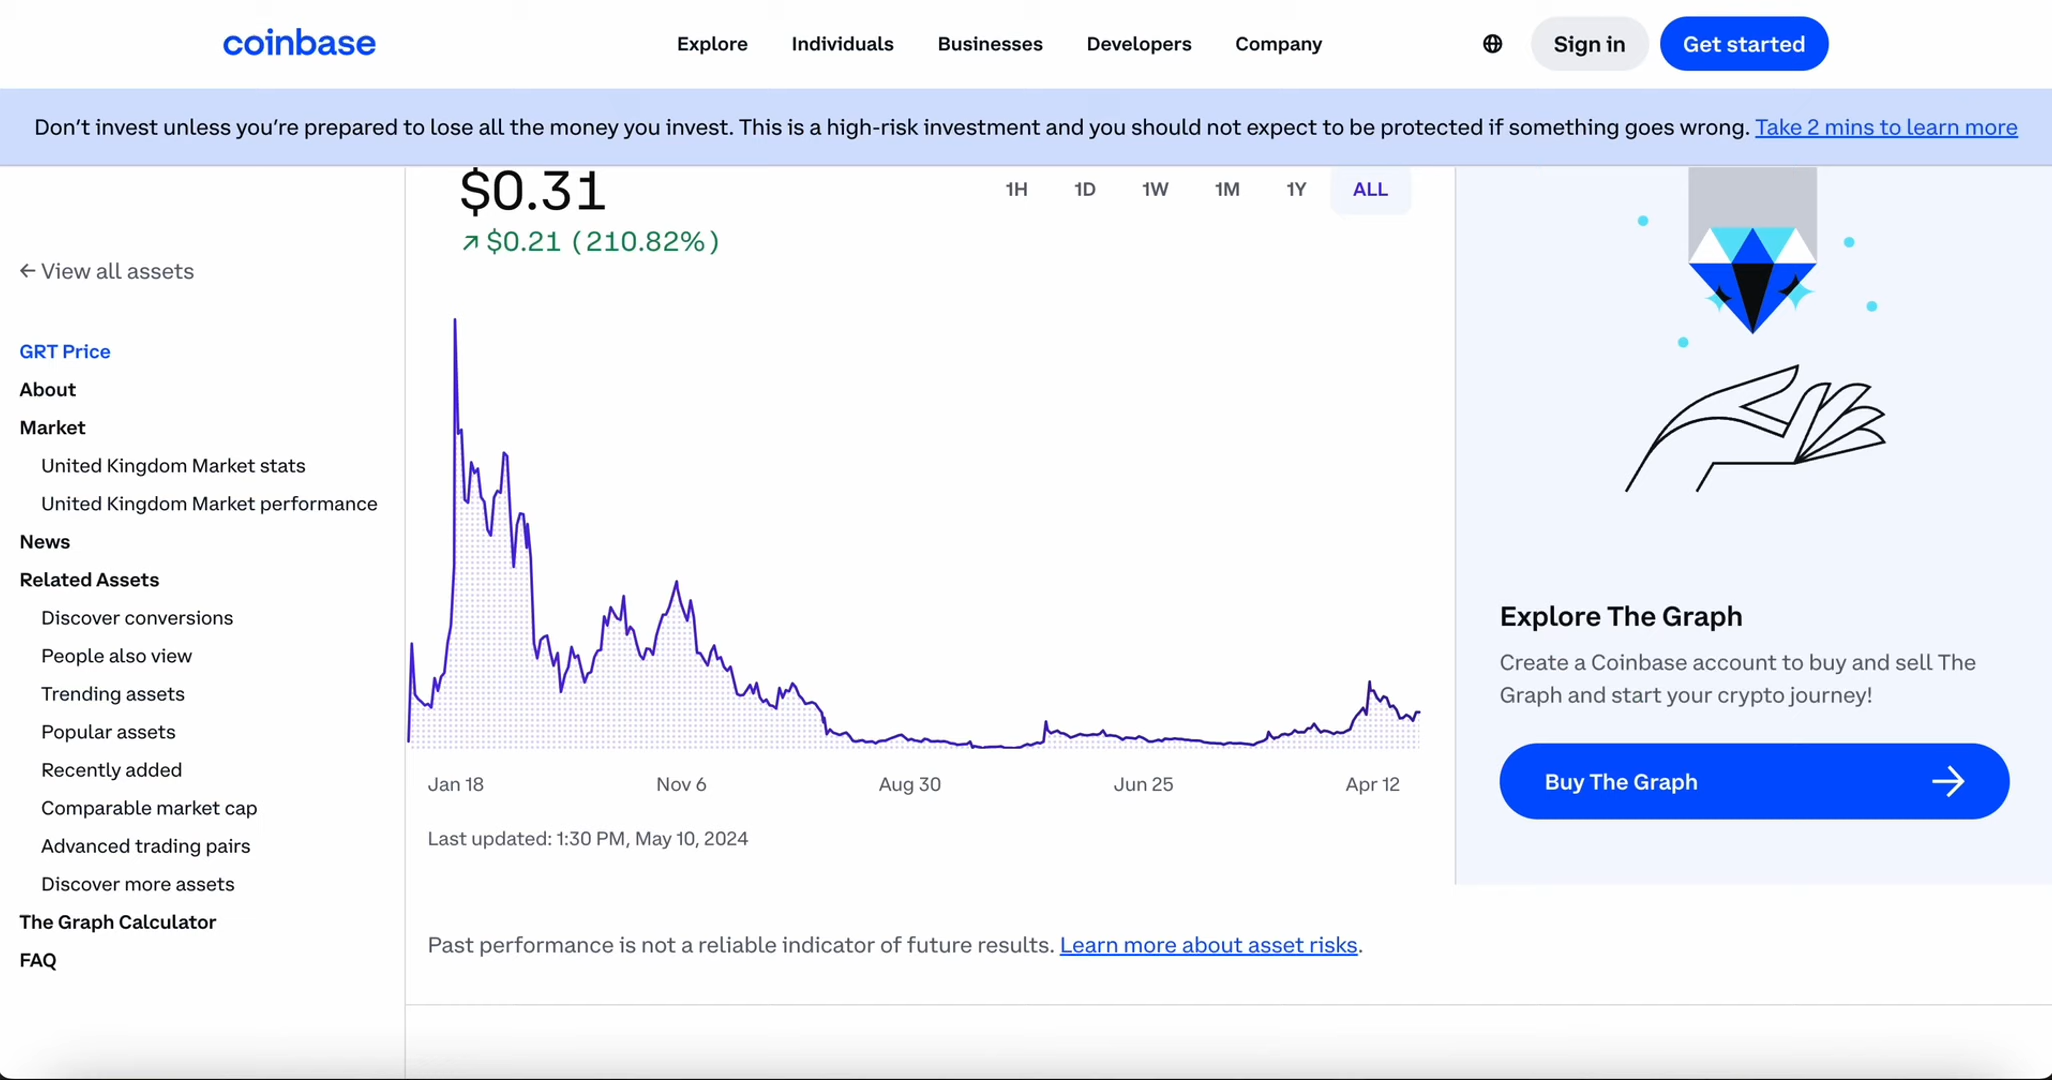 coinbase
Explore Individuals Businesses Developers Company
Sign in Get started
Don't invest unless you're prepared to lose all the money you invest. This is a high-risk investment and you should not expect to be protected if something goes wrong. Take 2 mins to learn more
← View all assets
GRT Price
About
Market
United Kingdom Market stats
United Kingdom Market performance
News
Related Assets
Discover conversions
People also view
Trending assets
Popular assets
Recently added
Comparable market cap
Advanced trading pairs
Discover more assets
The Graph Calculator
FAQ
$0.31
1H 1D 1W 1M 1Y ALL
↗ $0.21 (210.82%)
Jan 18 Nov 6 Aug 30 Jun 25 Apr 12
Last updated: 1:30 PM, May 10, 2024
Past performance is not a reliable indicator of future results. Learn more about asset risks.
Explore The Graph
Create a Coinbase account to buy and sell The
Graph and start your crypto journey!
Buy The Graph